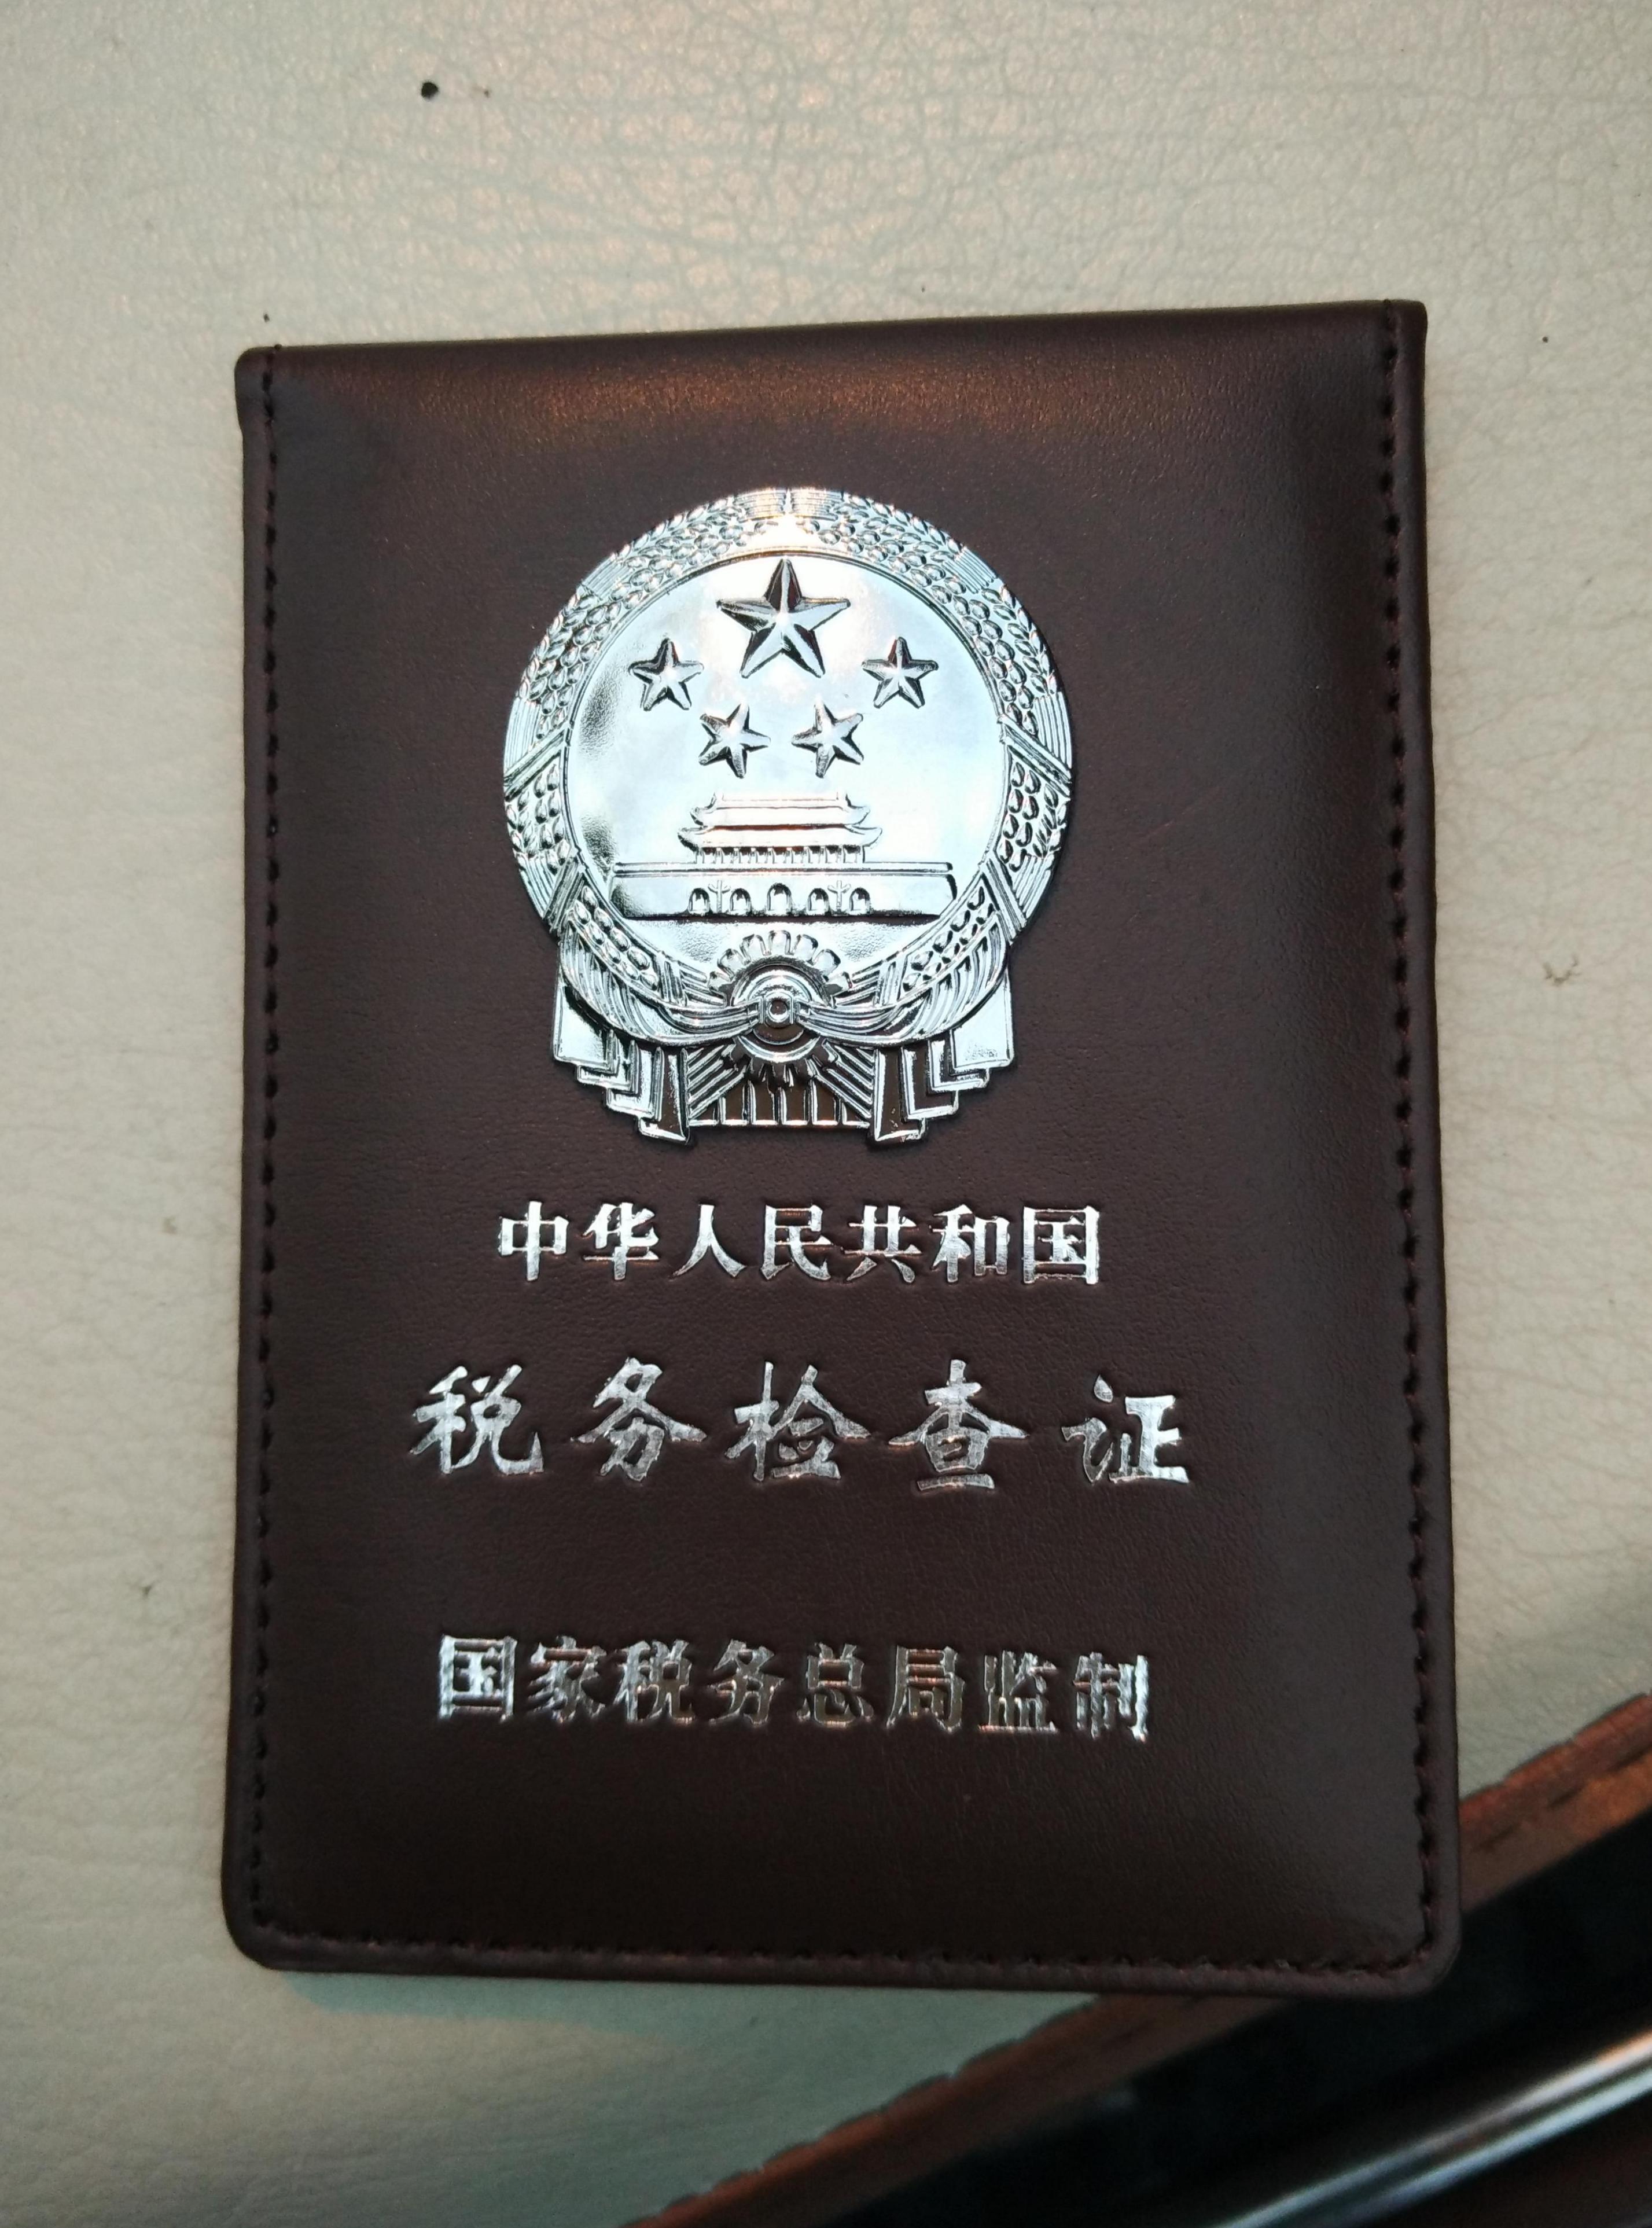 中华人民共和国
税务检查证
国家税务总局监制